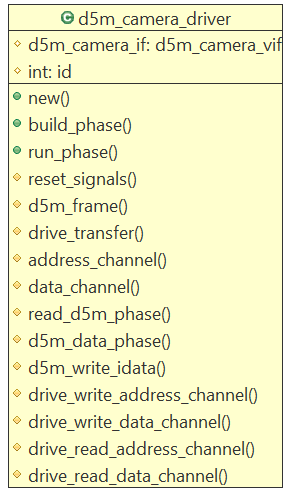 C d5m_camera_driver
d5m_camera_if: d5m_camera_vif
int: id
new()
build_phase()
run_phase()
reset_signals()
d5m_frame()
drive_transfer()
address_channel()
data_channel()
read_d5m_phase()
d5m_data_phase()
d5m_write_idata()
drive_write_address_channel()
drive_write_data_channel()
drive_read_address_channel()
drive_read_data_channel()